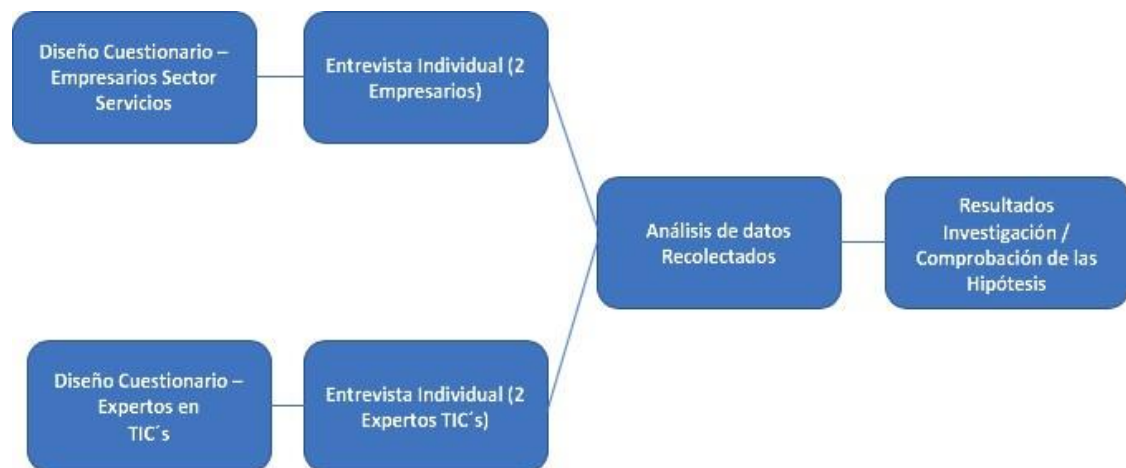 Diseño Cuestionario –
Empresarios Sector
Servicios
Entrevista Individual (2
Empresarios)
Análisis de datos
Recolectados
Resultados
Investigación /
Comprobación de las
Hipótesis
Diseño Cuestionario –
Expertos en
TIC´s
Entrevista Individual (2
Expertos TIC´s)